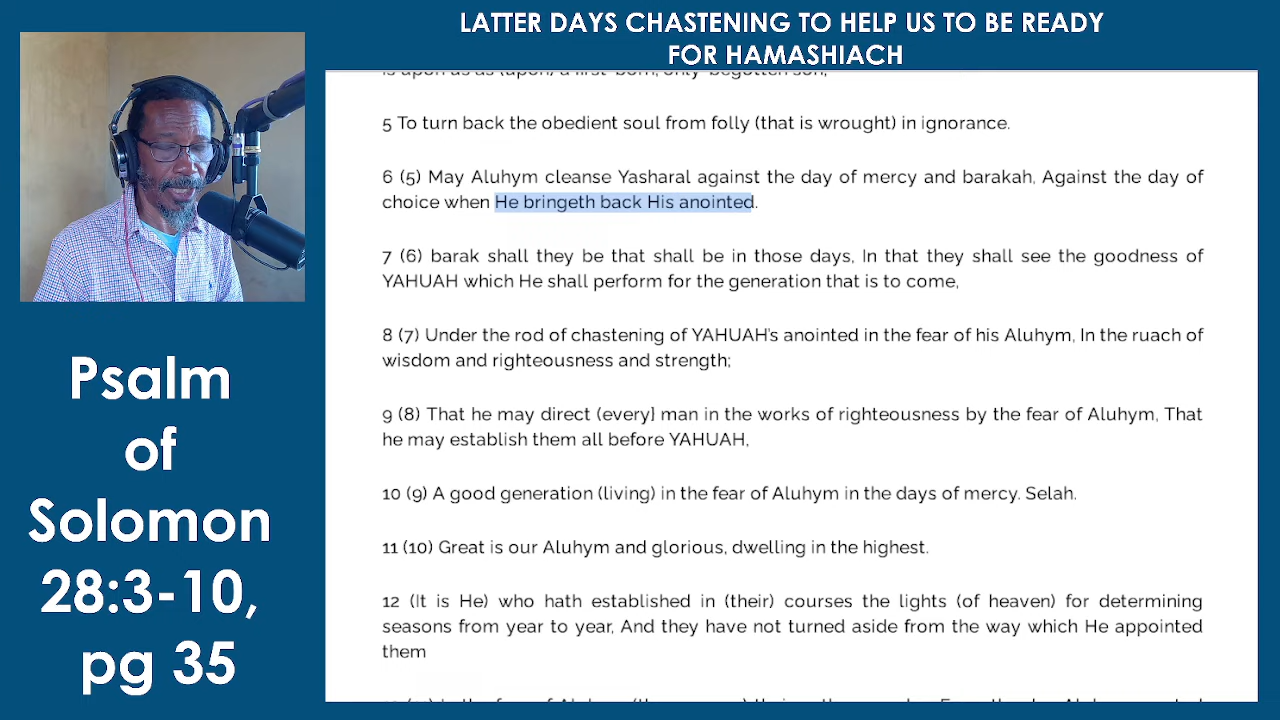 LATTER DAYS CHASTENING TO HELP US TO BE READY
FOR HAMASHIACH
is upon us as (upon) a first-born, only-begotten son,
5 To turn back the obedient soul from folly (that is wrought) in ignorance.
6 (5) May Aluhym cleanse Yasharal against the day of mercy and barakah, Against the day of
choice when He bringeth back His anointed.
7 (6) barak shall they be that shall be in those days, In that they shall see the goodness of
YAHUAH which He shall perform for the generation that is to come,
8 (7) Under the rod of chastening of YAHUAH's anointed in the fear of his Aluhym, In the ruach of
wisdom and righteousness and strength;
9 (8) That he may direct (every] man in the works of righteousness by the fear of Aluhym, That
he may establish them all before YAHUAH,
10 (9) A good generation (living) in the fear of Aluhym in the days of mercy. Selah.
11 (10) Great is our Aluhym and glorious, dwelling in the highest.
12 (It is He) who hath established in (their) courses the lights (of heaven) for determining
seasons from year to year, And they have not turned aside from the way which He appointed
them
Psalm
of
Solomon
28:3-10,
pg 35